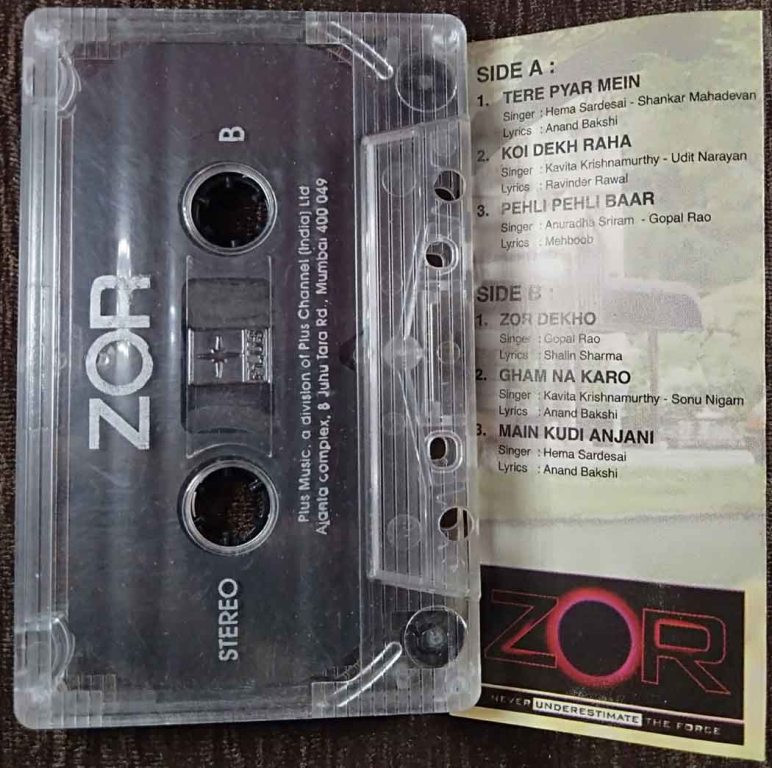 ZOR
B
STEREO
Plus Music, a division of Plus Channel (India) Ltd
Ajanta complex, 8 Juhu Tara Rd., Mumbai 400 049
SIDE A :
1. TERE PYAR MEIN
Singer : Hema Sardesai - Shankar Mahadevan
Lyrics : Anand Bakshi
2. KOI DEKH RAHA
Singer : Kavita Krishnamurthy - Udit Narayan
Lyrics : Ravinder Rawal
3. PEHLI PEHLI BAAR
Singer : Anuradha Sriram - Gopal Rao
Lyrics : Mehboob
SIDE B :
1. ZOR DEKHO
Singer : Gopal Rao
Lyrics : Shalin Sharma
2. GHAM NA KARO
Singer : Kavita Krishnamurthy - Sonu Nigam
Lyrics : Anand Bakshi
3. MAIN KUDI ANJANI
Singer : Hema Sardesai
Lyrics : Anand Bakshi
ZOR
NEVER UNDERESTIMATE THE FORCE